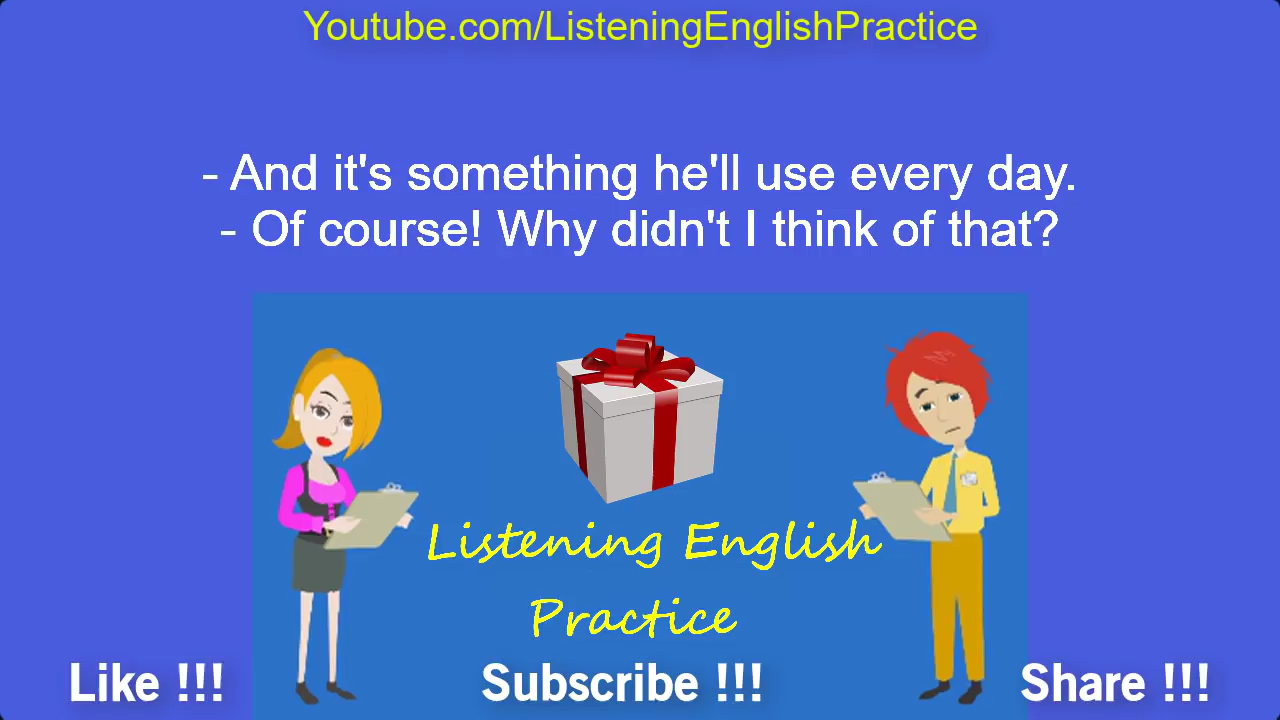 Youtube.com/ListeningEnglishPractice
- And it's something he'll use every day.
- Of course! Why didn't I think of that?
Listening English
Practice
Like !!!
Subscribe !!!
Share !!!